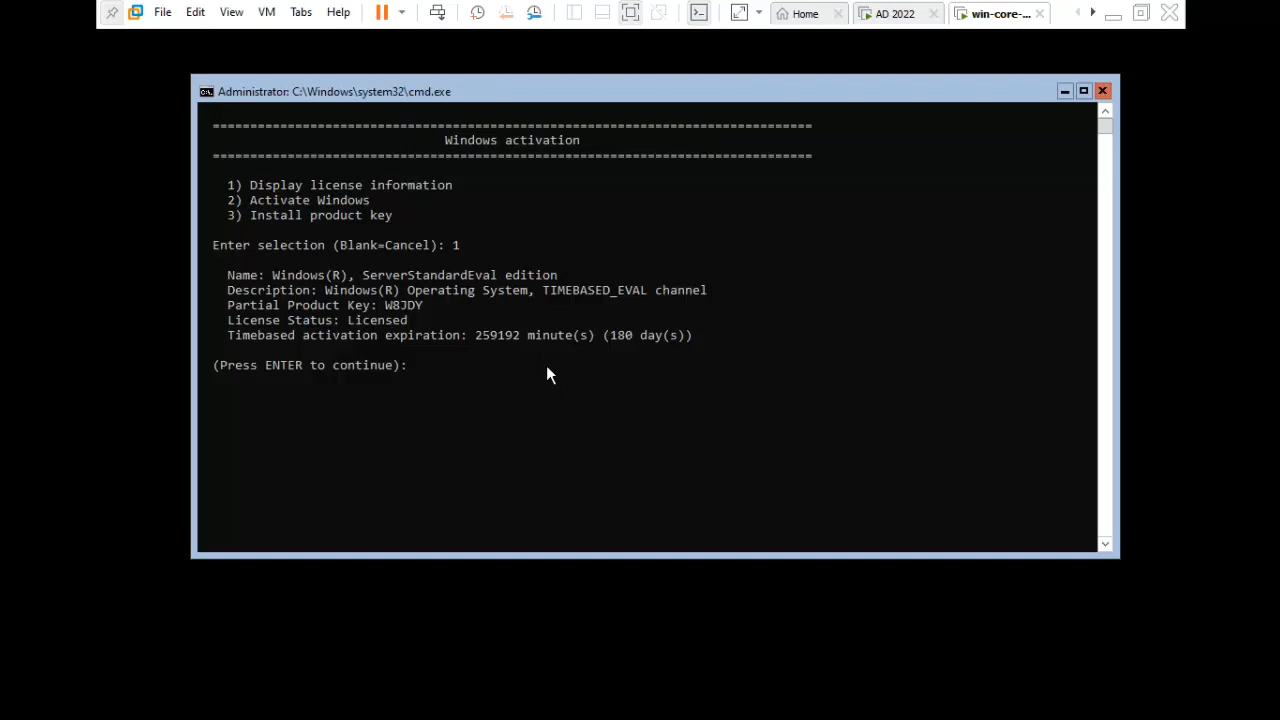 File Edit View VM Tabs Help Home AD 2022 win-core-...
Administrator: C:\Windows\system32\cmd.exe
================================================================================
Windows activation
================================================================================
1) Display license information
2) Activate Windows
3) Install product key
Enter selection (Blank=Cancel): 1
Name: Windows(R), ServerStandardEval edition
Description: Windows(R) Operating System, TIMEBASED_EVAL channel
Partial Product Key: W8JDY
License Status: Licensed
Timebased activation expiration: 259192 minute(s) (180 day(s))
(Press ENTER to continue):